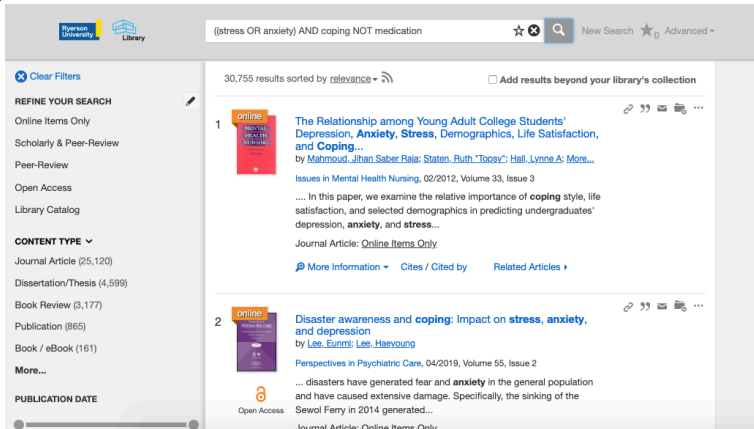 Ryerson
University
Library
((stress OR anxiety) AND coping NOT medication
New Search
0
Advanced
Clear Filters
REFINE YOUR SEARCH
Online Items Only
Scholarly & Peer-Review
Peer-Review
Open Access
Library Catalog
CONTENT TYPE
Journal Article (25,120)
Dissertation/Thesis (4,599)
Book Review (3,177)
Publication (865)
Book / eBook (161)
More...
PUBLICATION DATE
30,755 results sorted by relevance
Add results beyond your library's collection
1
online
MENTAL
HEALTH
NURSING
The Relationship among Young Adult College Students'
Depression, Anxiety, Stress, Demographics, Life Satisfaction,
and Coping...
by Mahmoud, Jihan Saber Raja; Staten, Ruth "Topsy"; Hall, Lynne A; More...
Issues in Mental Health Nursing, 02/2012, Volume 33, Issue 3
.... In this paper, we examine the relative importance of coping style, life
satisfaction, and selected demographics in predicting undergraduates'
depression, anxiety, and stress...
Journal Article: Online Items Only
More Information
Cites / Cited by
Related Articles
2
online
PSYCHIATRIC CARE
Open Access
Disaster awareness and coping: Impact on stress, anxiety,
and depression
by Lee, Eunmi; Lee, Haeyoung
Perspectives in Psychiatric Care, 04/2019, Volume 55, Issue 2
... disasters have generated fear and anxiety in the general population
and have caused extensive damage. Specifically, the sinking of the
Sewol Ferry in 2014 generated...
Journal Article: Online Items Only